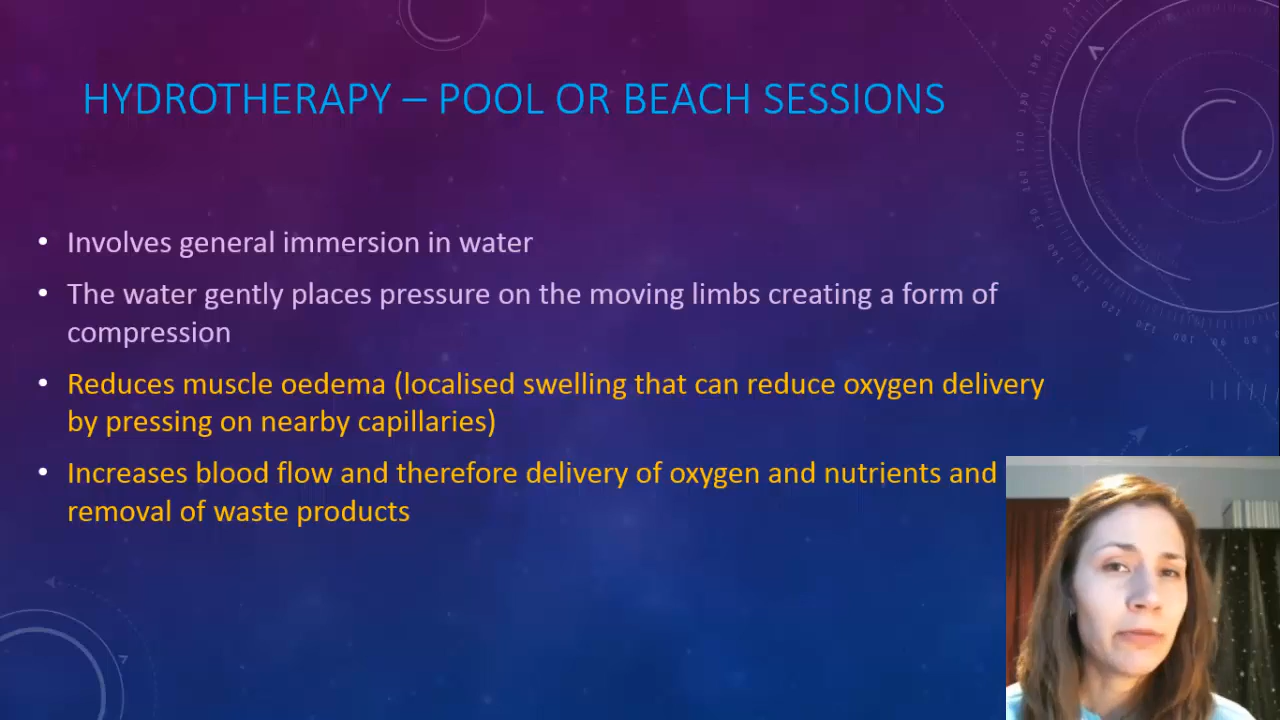 HYDROTHERAPY – POOL OR BEACH SESSIONS
• Involves general immersion in water
• The water gently places pressure on the moving limbs creating a form of
compression
• Reduces muscle oedema (localised swelling that can reduce oxygen delivery
by pressing on nearby capillaries)
• Increases blood flow and therefore delivery of oxygen and nutrients and
removal of waste products